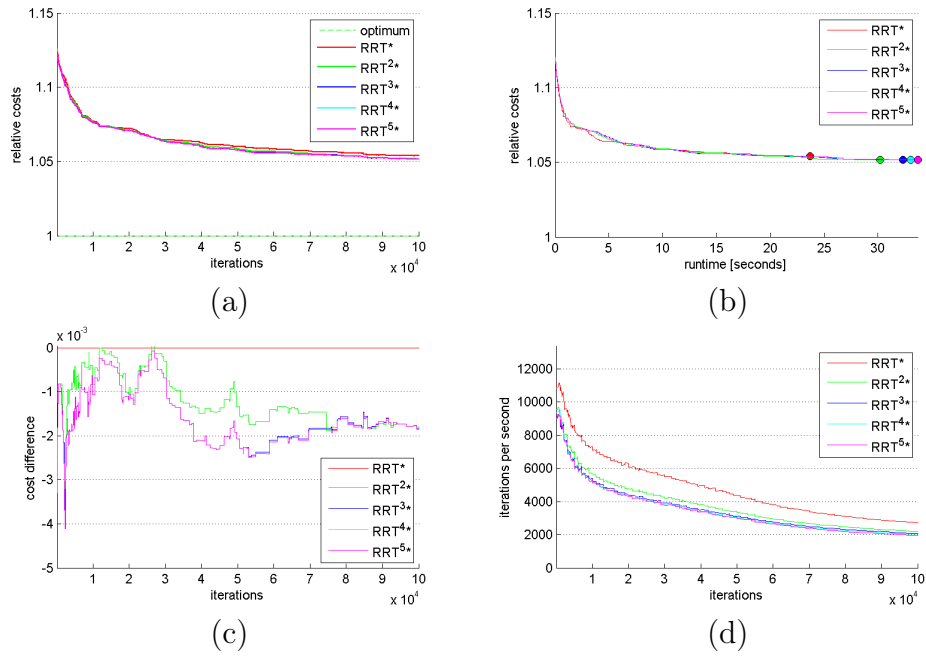 1.15
1.1
1.05
1
relative costs
optimum
RRT*
RRT^2*
RRT^3*
RRT^4*
RRT^5*
1 2 3 4 5 6 7 8 9 10
iterations
x 10^4
(a)
1.15
1.1
1.05
1
relative costs
RRT*
RRT^2*
RRT^3*
RRT^4*
RRT^5*
0 5 10 15 20 25 30
runtime [seconds]
(b)
x 10^-3
0
-1
-2
-3
-4
-5
cost difference
RRT*
RRT^2*
RRT^3*
RRT^4*
RRT^5*
1 2 3 4 5 6 7 8 9 10
iterations
x 10^4
(c)
12000
10000
8000
6000
4000
2000
0
iterations per second
RRT*
RRT^2*
RRT^3*
RRT^4*
RRT^5*
1 2 3 4 5 6 7 8 9 10
iterations
x 10^4
(d)